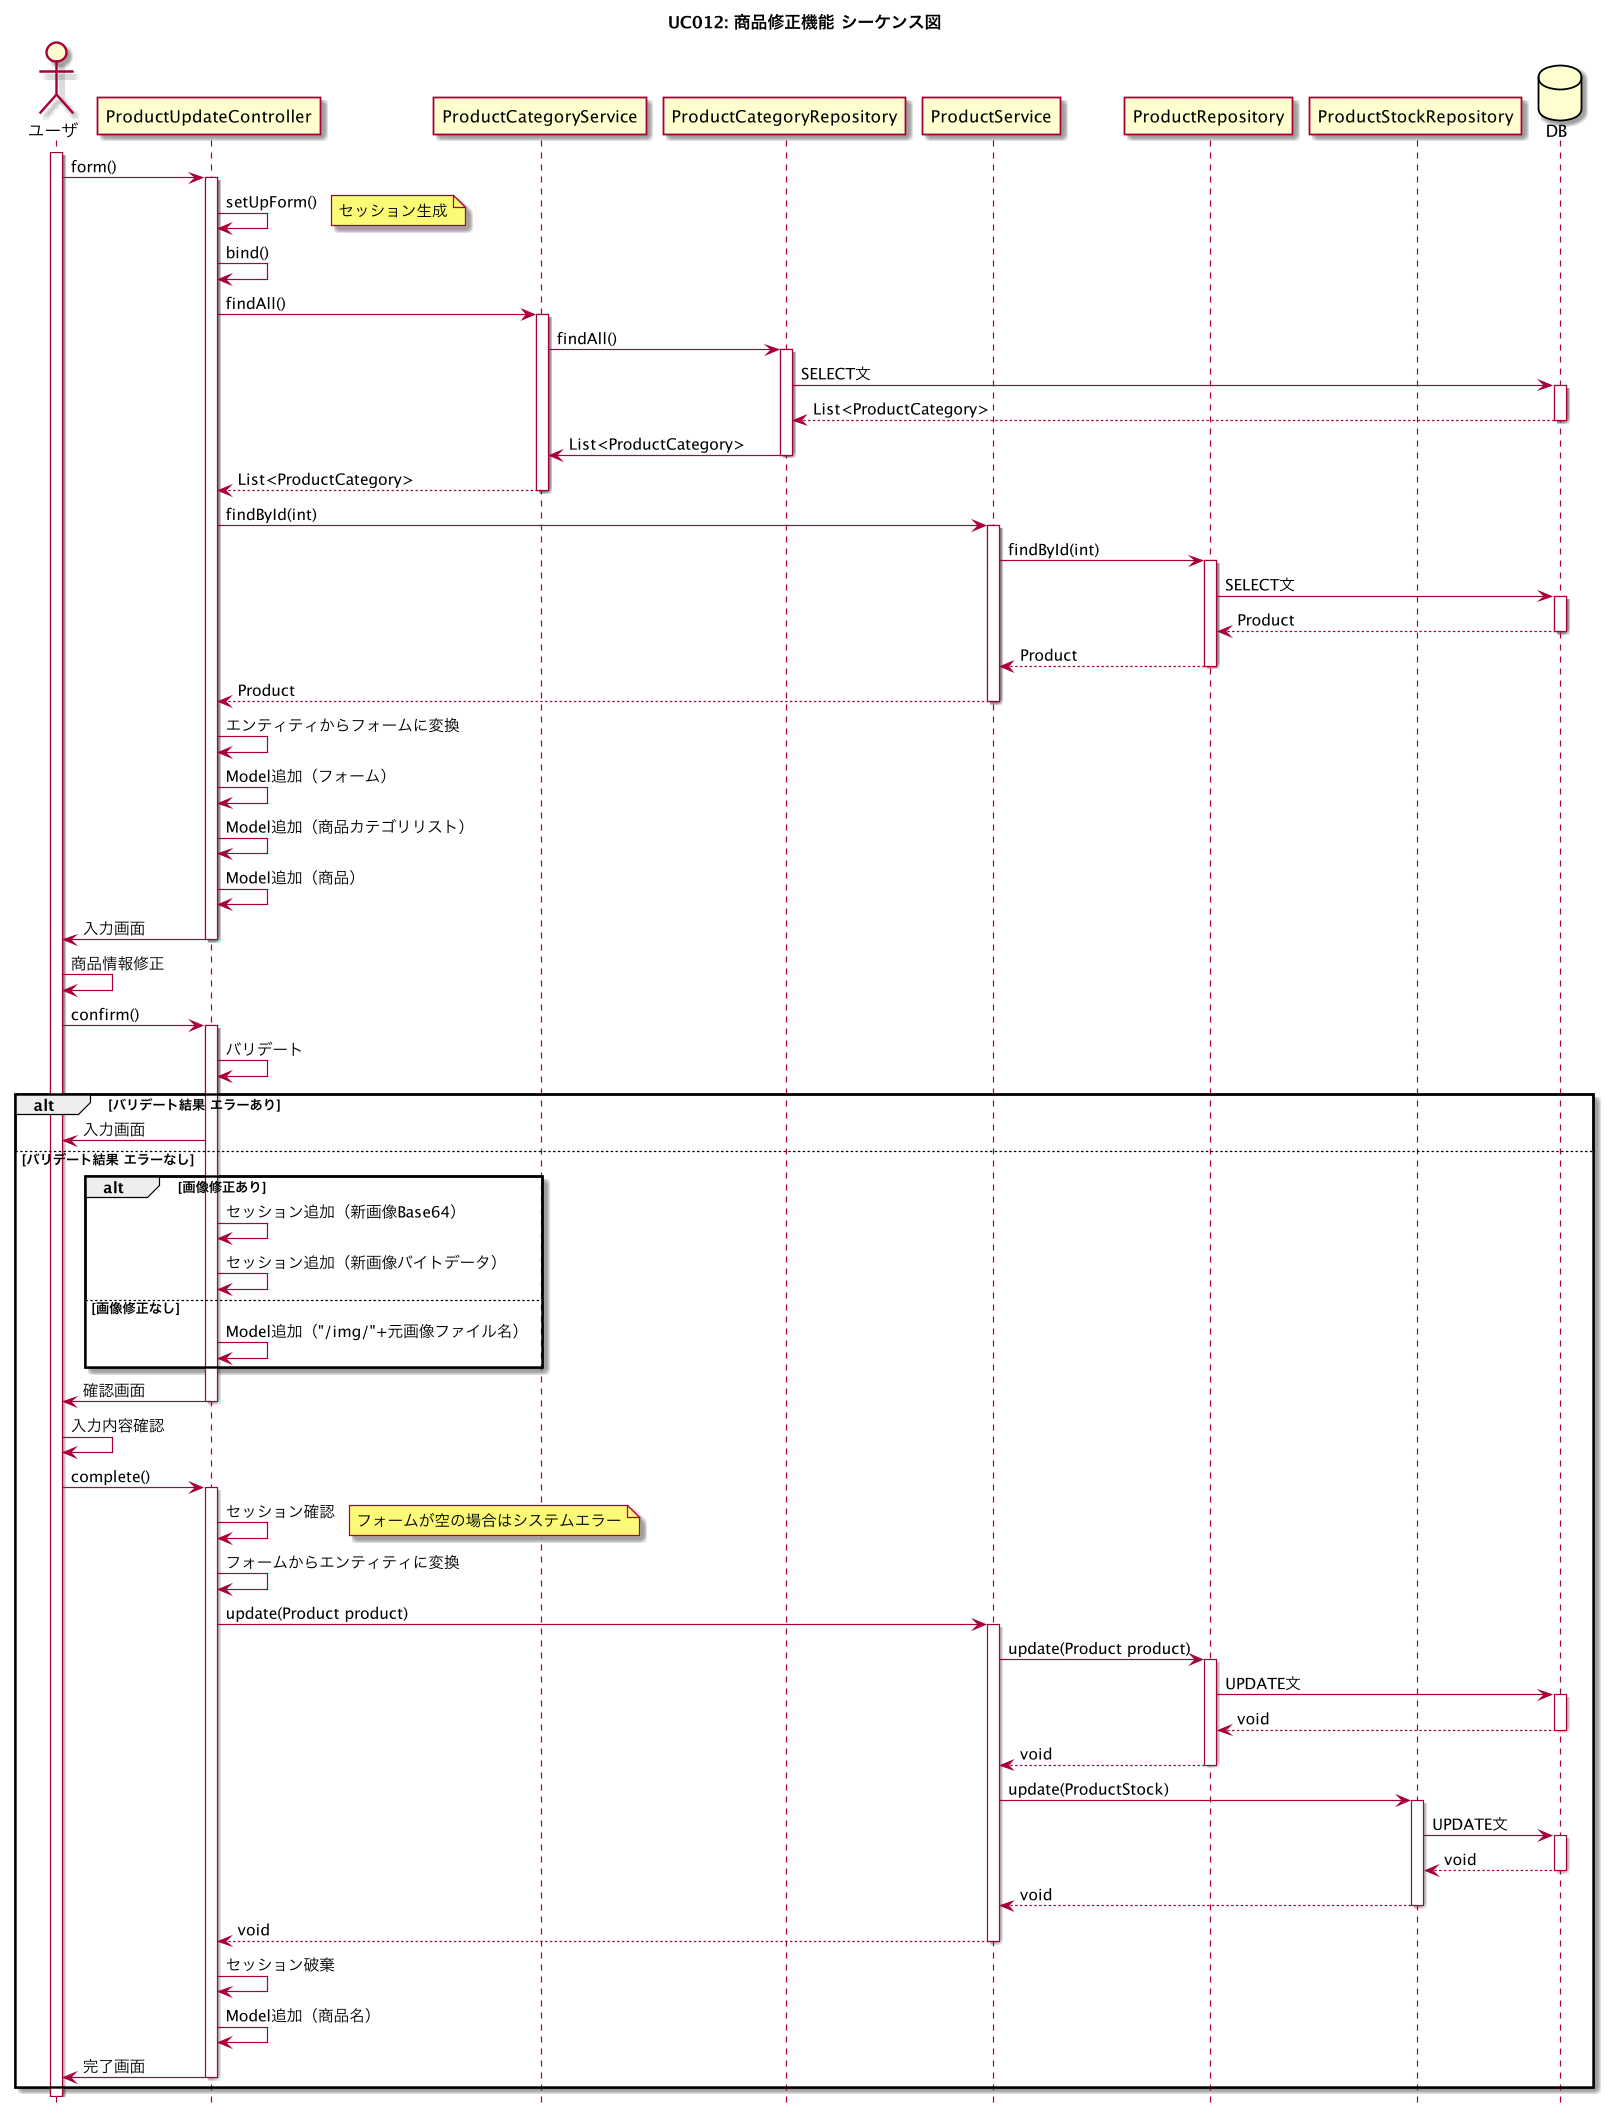 UC012: 商品修正機能 シーケンス図
ユーザ
ProductUpdateController
ProductCategoryService
ProductCategoryRepository
ProductService
ProductRepository
ProductStockRepository
DB
form()
setUpForm()
セッション生成
bind()
findAll()
findAll()
SELECT文
List<ProductCategory>
List<ProductCategory>
List<ProductCategory>
findById(int)
findById(int)
SELECT文
Product
Product
Product
エンティティからフォームに変換
Model追加（フォーム）
Model追加（商品カテゴリリスト）
Model追加（商品）
入力画面
商品情報修正
confirm()
バリデート
alt
[バリデート結果 エラーあり]
入力画面
[バリデート結果 エラーなし]
alt
[画像修正あり]
セッション追加（新画像Base64）
セッション追加（新画像バイトデータ）
[画像修正なし]
Model追加（"/img/"+元画像ファイル名）
確認画面
入力内容確認
complete()
セッション確認
フォームが空の場合はシステムエラー
フォームからエンティティに変換
update(Product product)
update(Product product)
UPDATE文
void
void
update(ProductStock)
UPDATE文
void
void
void
セッション破棄
Model追加（商品名）
完了画面